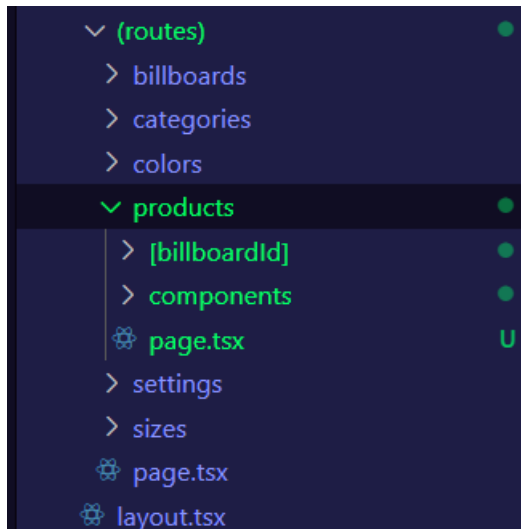 (routes)
billboards
categories
colors
products
[billboardId]
components
page.tsx U
settings
sizes
page.tsx
layout.tsx